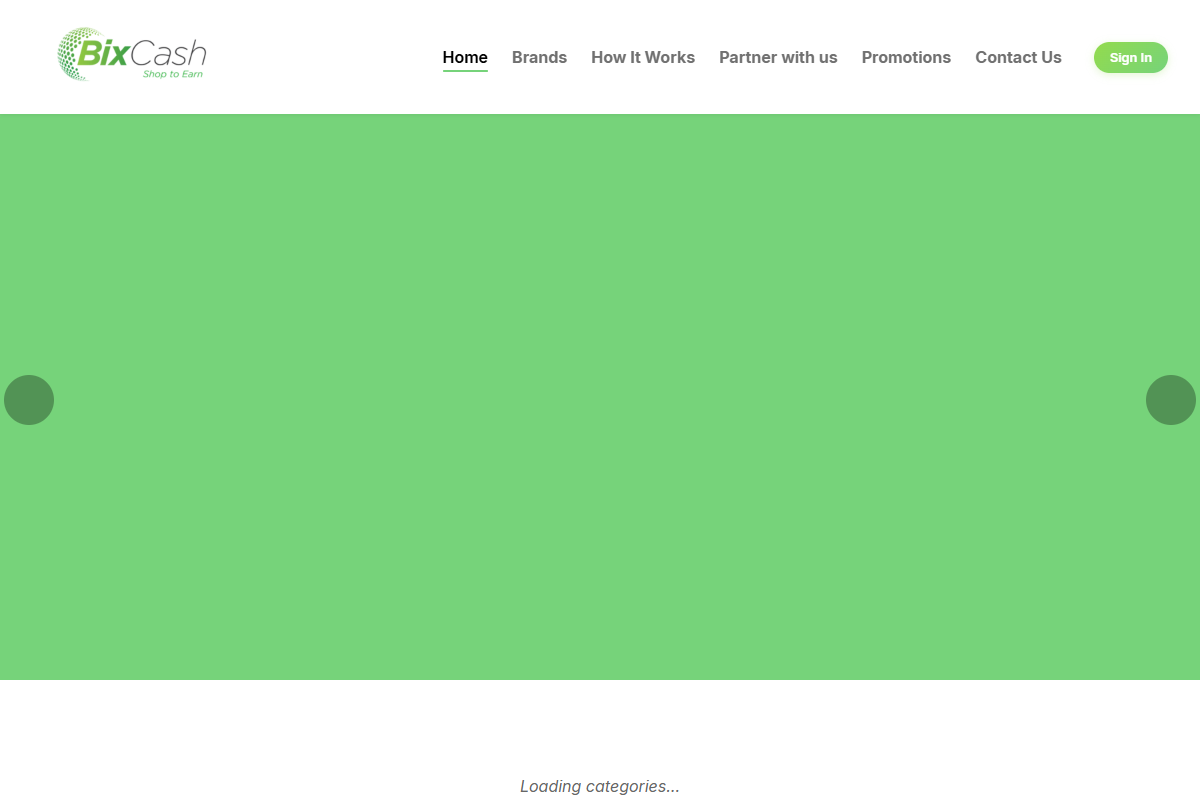 BixCash
Shop to Earn
Home Brands How It Works Partner with us Promotions Contact Us Sign In
Loading categories...